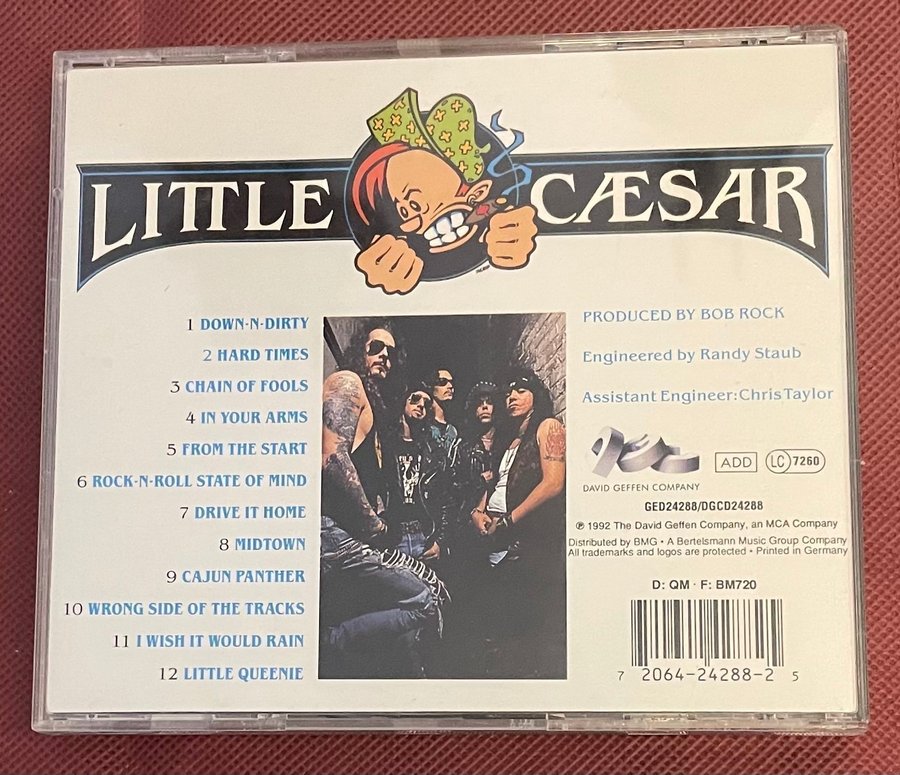 LITTLE CÆSAR
1 DOWN-N-DIRTY
2 HARD TIMES
3 CHAIN OF FOOLS
4 IN YOUR ARMS
5 FROM THE START
6 ROCK-N-ROLL STATE OF MIND
7 DRIVE IT HOME
8 MIDTOWN
9 CAJUN PANTHER
10 WRONG SIDE OF THE TRACKS
11 I WISH IT WOULD RAIN
12 LITTLE QUEENIE
PRODUCED BY BOB ROCK
Engineered by Randy Staub
Assistant Engineer: Chris Taylor
DGC
ADD
LC 7260
DAVID GEFFEN COMPANY
GED24288/DGCD24288
℗ 1992 The David Geffen Company, an MCA Company
Distributed by BMG • A Bertelsmann Music Group Company
All trademarks and logos are protected • Printed in Germany
D: QM · F: BM720
7 2064-24288-2 5